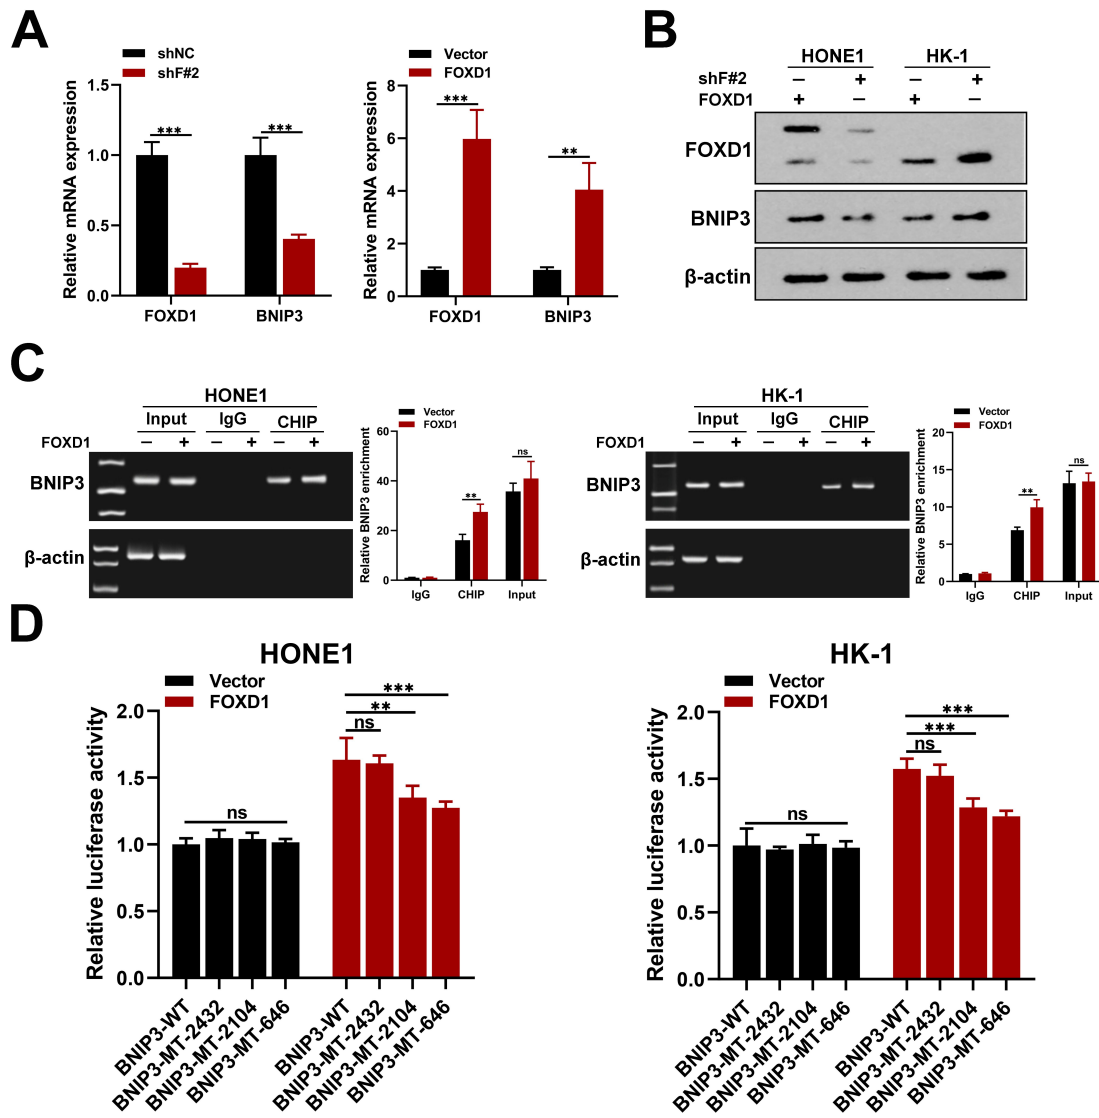 A
shNC
shF#2
Relative mRNA expression
1.5
1.0
0.5
0.0
***
***
FOXD1
BNIP3
Vector
FOXD1
Relative mRNA expression
8
6
4
2
0
***
**
FOXD1
BNIP3
B
HONE1
HK-1
shF#2
–
+
–
+
FOXD1
+
–
+
–
FOXD1
BNIP3
β-actin
C
HONE1
Input
IgG
CHIP
FOXD1
–
+
–
+
–
+
BNIP3
β-actin
Vector
FOXD1
Relative BNIP3 enrichment
60
40
20
0
**
ns
IgG
CHIP
Input
HK-1
Input
IgG
CHIP
FOXD1
–
+
–
+
–
+
BNIP3
β-actin
Vector
FOXD1
Relative BNIP3 enrichment
20
15
10
5
0
**
ns
IgG
CHIP
Input
D
HONE1
Vector
FOXD1
Relative luciferase activity
2.0
1.5
1.0
0.5
0.0
ns
***
**
ns
BNIP3-WT
BNIP3-MT-2432
BNIP3-MT-2104
BNIP3-MT-646
BNIP3-WT
BNIP3-MT-2432
BNIP3-MT-2104
BNIP3-MT-646
HK-1
Vector
FOXD1
Relative luciferase activity
2.0
1.5
1.0
0.5
0.0
ns
***
***
ns
BNIP3-WT
BNIP3-MT-2432
BNIP3-MT-2104
BNIP3-MT-646
BNIP3-WT
BNIP3-MT-2432
BNIP3-MT-2104
BNIP3-MT-646